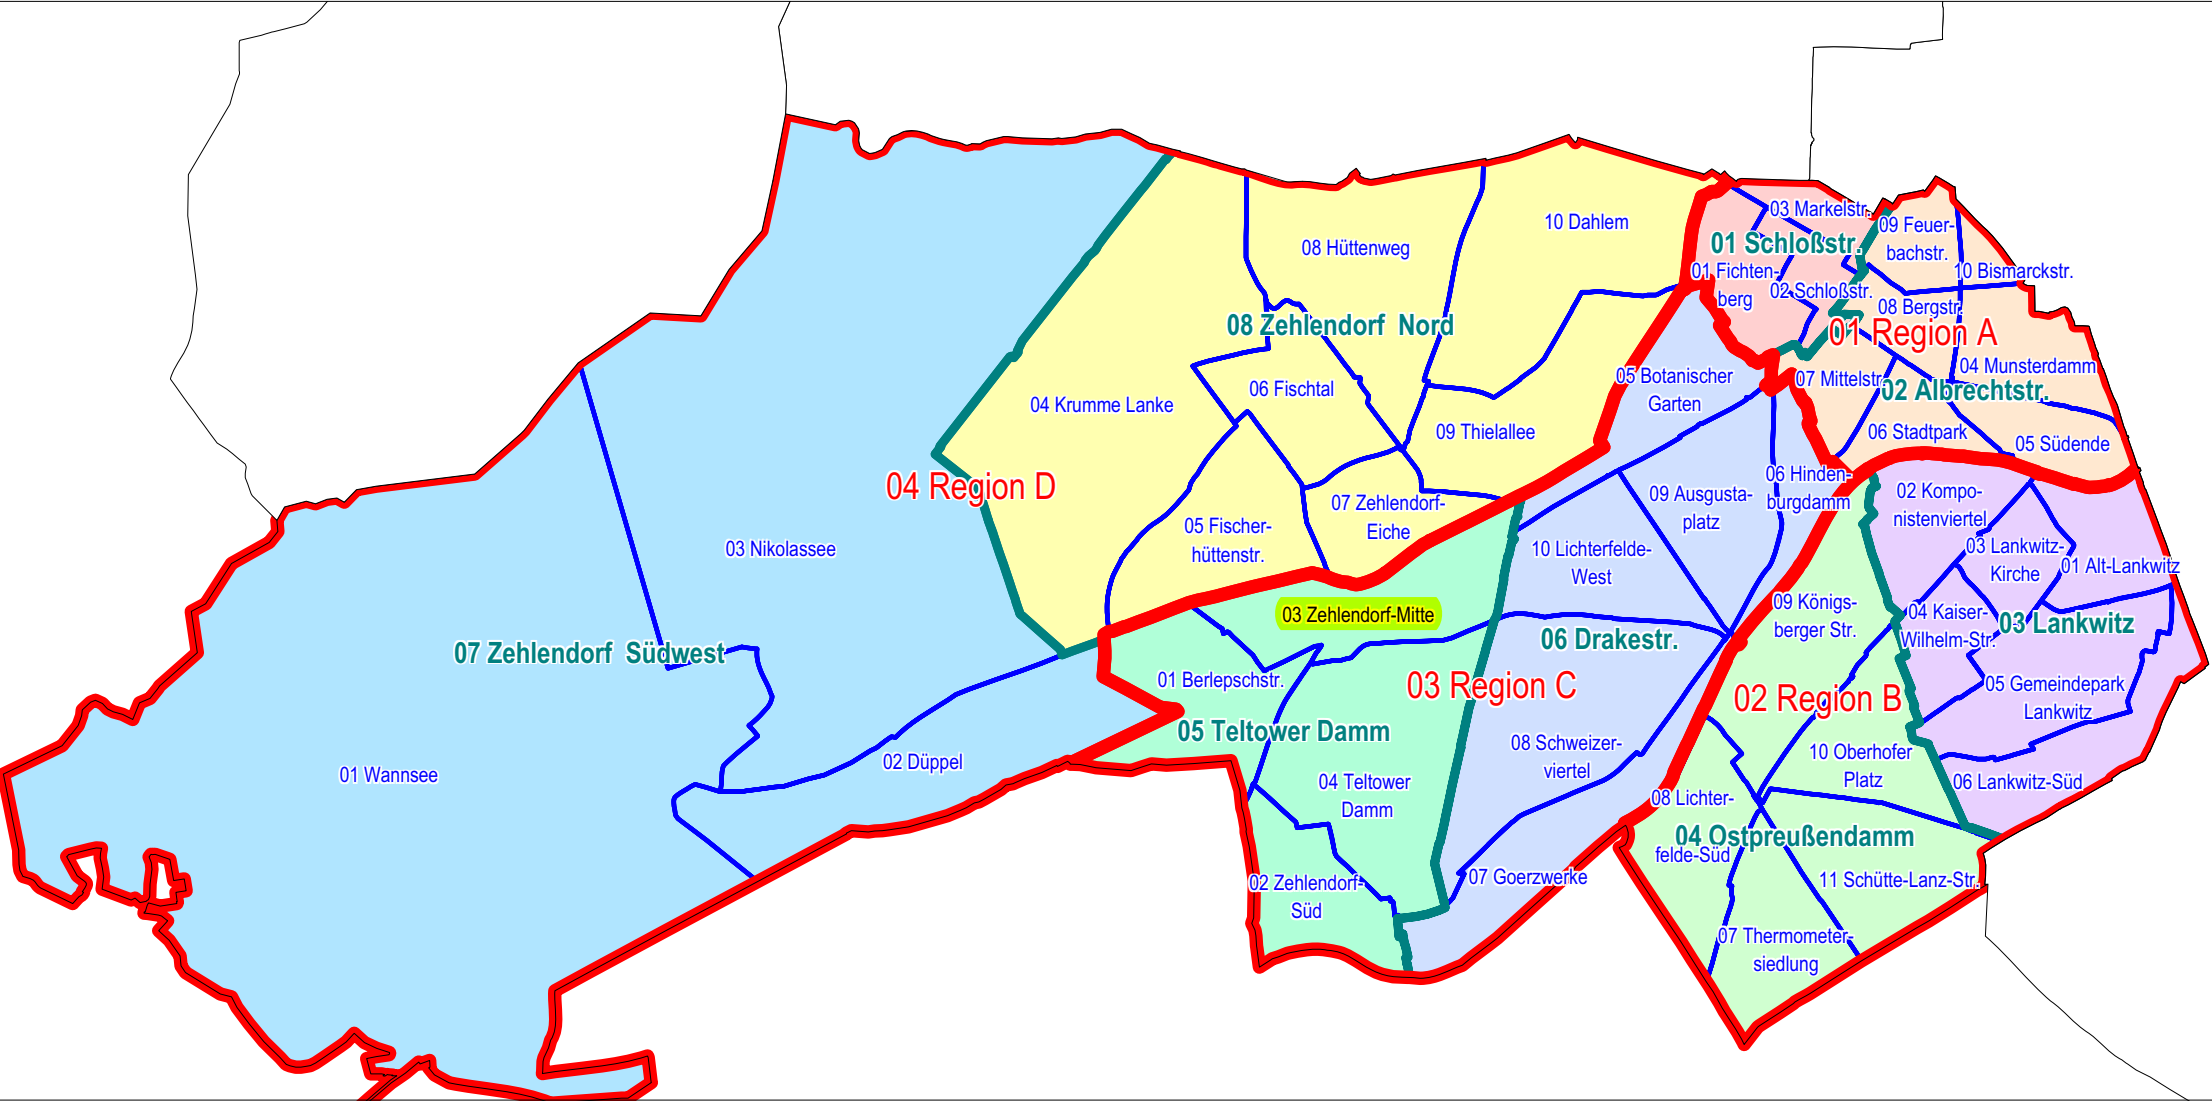 03 Markelstr.
10 Dahlem
09 Feuer-
bachstr.
01 Schloßstr.
08 Hüttenweg
01 Fichten-
berg
10 Bismarckstr.
02 Schloßstr.
08 Bergstr.
08 Zehlendorf Nord
01 Region A
04 Munsterdamm
05 Botanischer
Garten
07 Mittelstr.
02 Albrechtstr.
06 Fischtal
04 Krumme Lanke
09 Thielallee
06 Stadtpark
05 Südende
04 Region D
06 Hinden-
burgdamm
09 Ausgusta-
platz
02 Kompo-
nistenviertel
07 Zehlendorf-
Eiche
05 Fischer-
hüttenstr.
03 Nikolassee
10 Lichterfelde-
West
03 Lankwitz-
Kirche
01 Alt-Lankwitz
03 Zehlendorf-Mitte
09 Königs-
berger Str.
04 Kaiser-
Wilhelm-Str.
03 Lankwitz
06 Drakestr.
07 Zehlendorf Südwest
01 Berlepschstr.
03 Region C
02 Region B
05 Gemeindepark
Lankwitz
05 Teltower Damm
08 Schweizer-
viertel
10 Oberhofer
Platz
02 Düppel
01 Wannsee
04 Teltower
Damm
06 Lankwitz-Süd
08 Lichter-
felde-Süd
04 Ostpreußendamm
02 Zehlendorf-
Süd
07 Goerzwerke
11 Schütte-Lanz-Str.
07 Thermometer-
siedlung